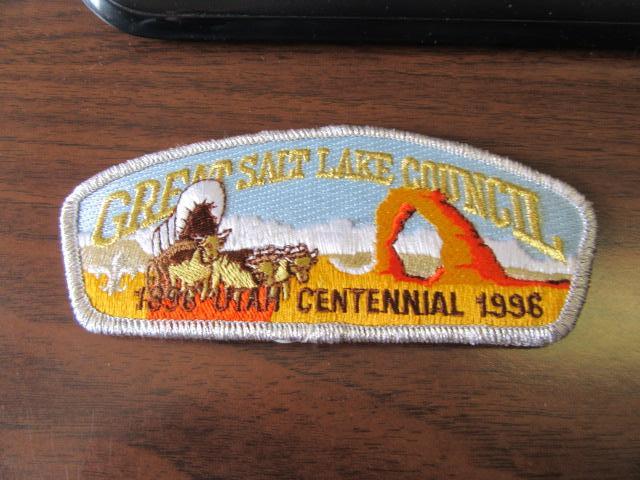 GREAT SALT LAKE COUNCIL
1896 UTAH CENTENNIAL 1996